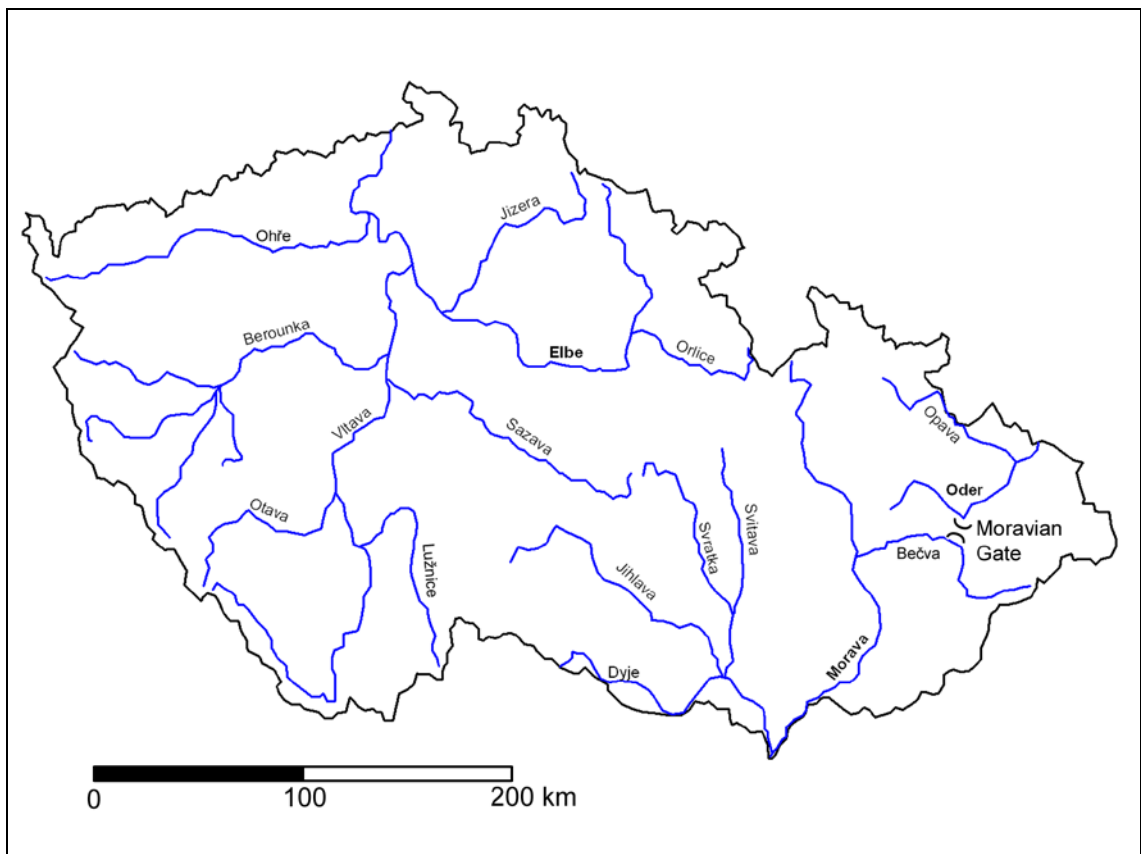 Jizera
Ohře
Berounka
Elbe
Orlice
Vltava
Sazava
Opava
Otava
Oder
Svitava
Svratka
Moravian
Gate
Bečva
Lužnice
Jihlava
Morava
Dyje
0
100
200 km